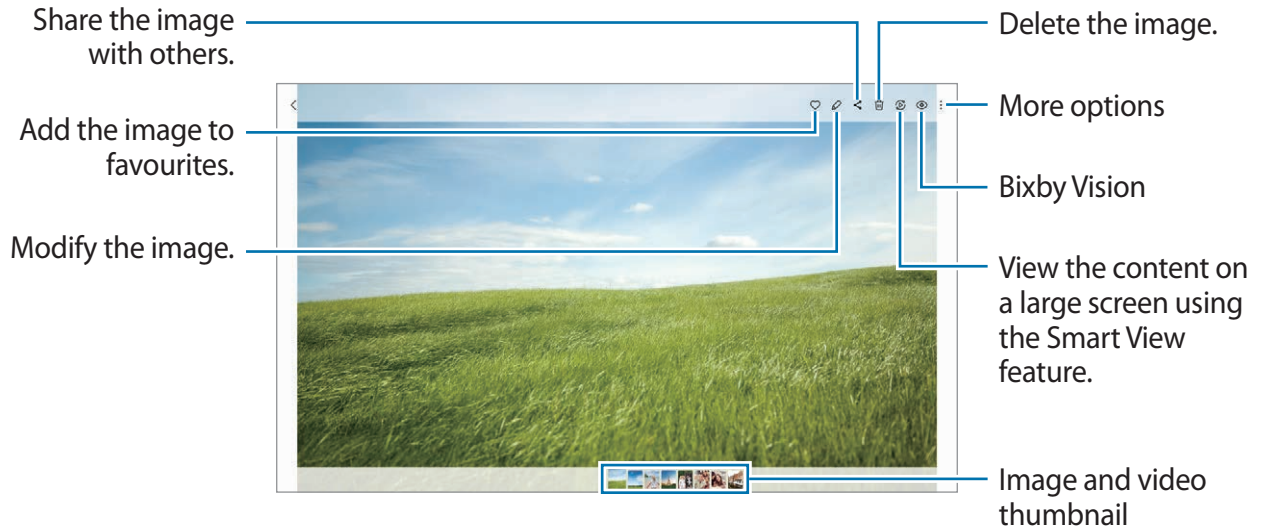 Share the image
with others.
Add the image to
favourites.
Modify the image.
Delete the image.
More options
Bixby Vision
View the content on
a large screen using
the Smart View
feature.
Image and video
thumbnail